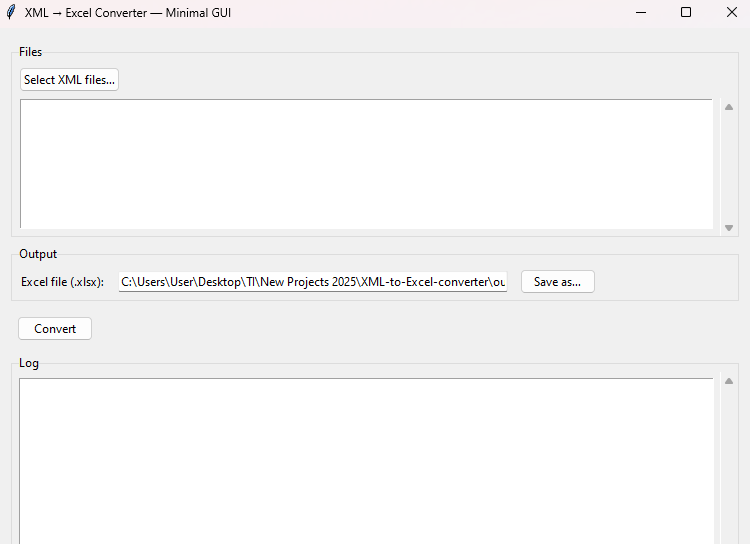 XML → Excel Converter — Minimal GUI
Files
Select XML files...
Output
Excel file (.xlsx):
C:\Users\User\Desktop\TI\New Projects 2025\XML-to-Excel-converter\ou
Save as...
Convert
Log